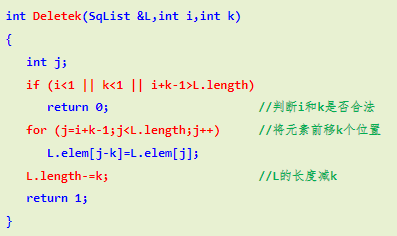 int Deletek(SqList &L,int i,int k)
{
int j;
if (i<1 || k<1 || i+k-1>L.length)
return 0; //判断i和k是否合法
for (j=i+k-1;j<L.length;j++) //将元素前移k个位置
L.elem[j-k]=L.elem[j];
L.length-=k; //L的长度减k
return 1;
}